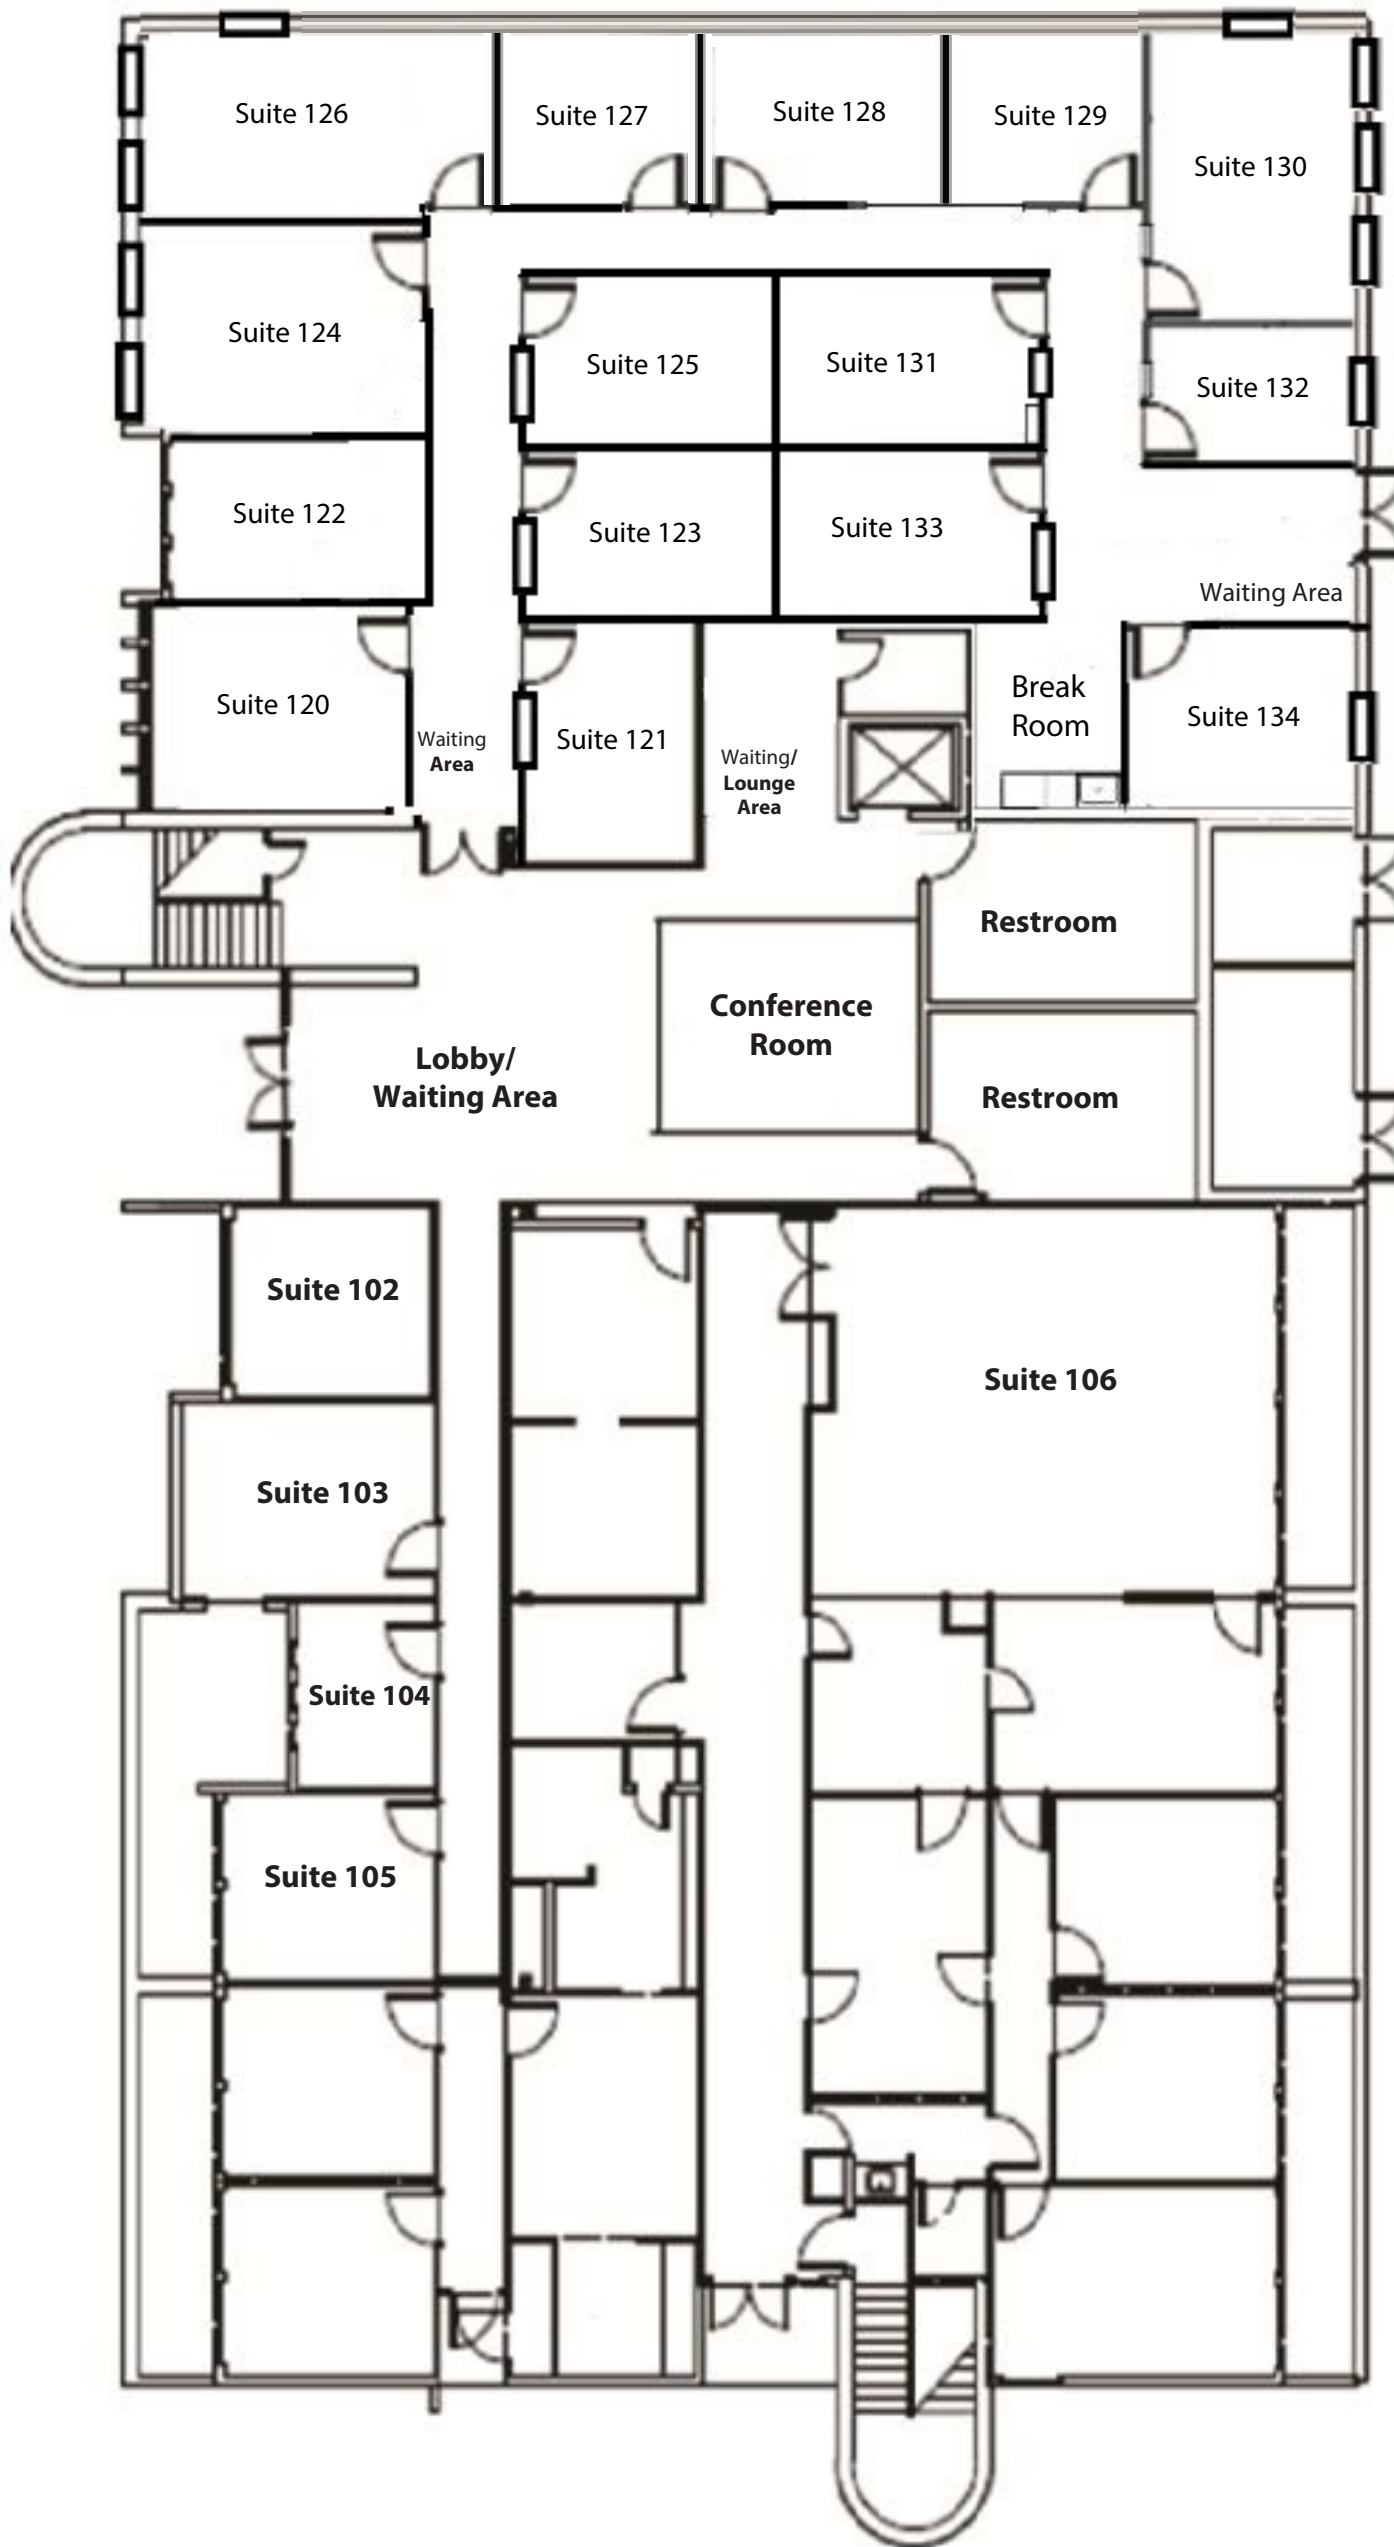 Suite 126
Suite 127
Suite 128
Suite 129
Suite 130
Suite 124
Suite 125
Suite 131
Suite 132
Suite 122
Suite 123
Suite 133
Waiting Area
Suite 120
Waiting
Area
Suite 121
Waiting/
Lounge
Area
Break
Room
Suite 134
Restroom
Conference
Room
Lobby/
Waiting Area
Restroom
Suite 102
Suite 106
Suite 103
Suite 104
Suite 105